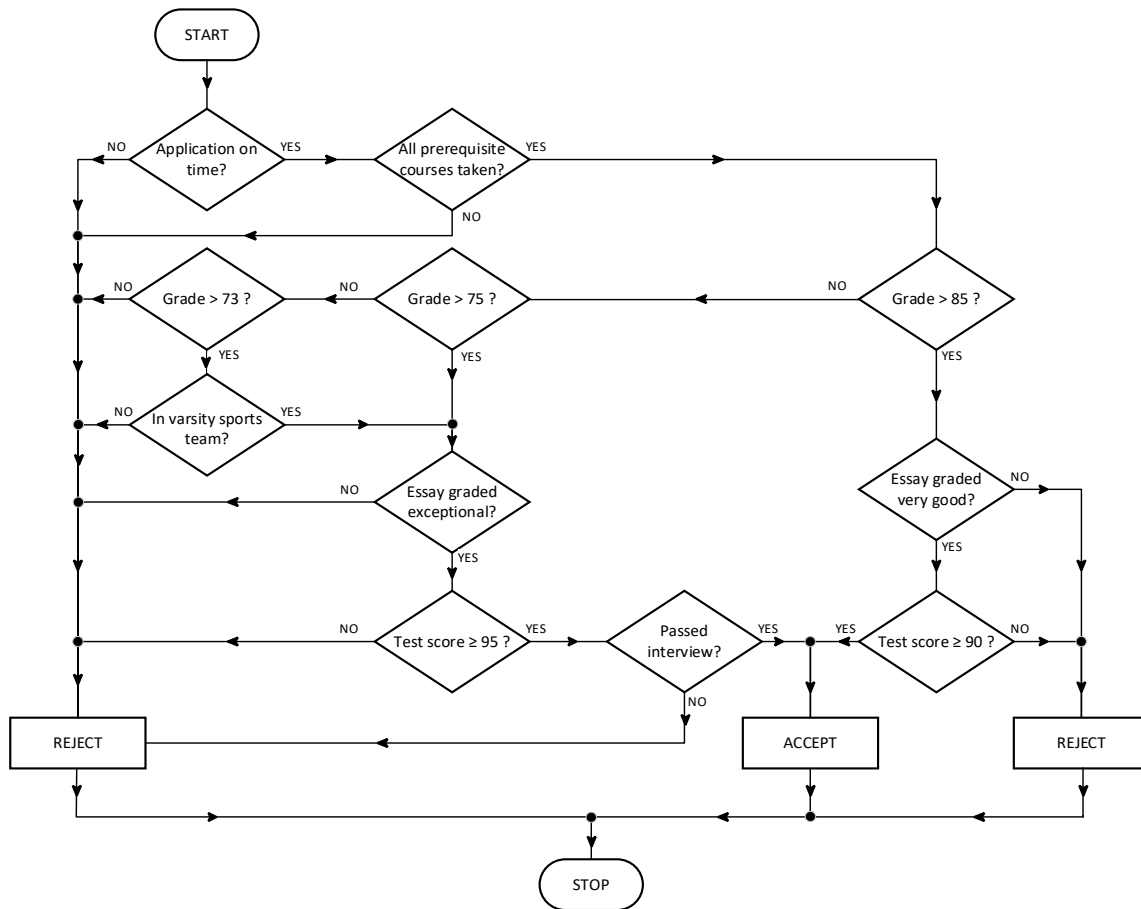 START
NO
Application on
time?
YES
All prerequisite
courses taken?
YES
NO
NO
Grade > 73 ?
NO
Grade > 75 ?
NO
Grade > 85 ?
YES
YES
YES
NO
In varsity sports
team?
YES
NO
Essay graded
exceptional?
Essay graded
very good?
NO
YES
YES
NO
Test score ≥ 95 ?
YES
Passed
interview?
YES
YES
Test score ≥ 90 ?
NO
NO
REJECT
ACCEPT
REJECT
STOP